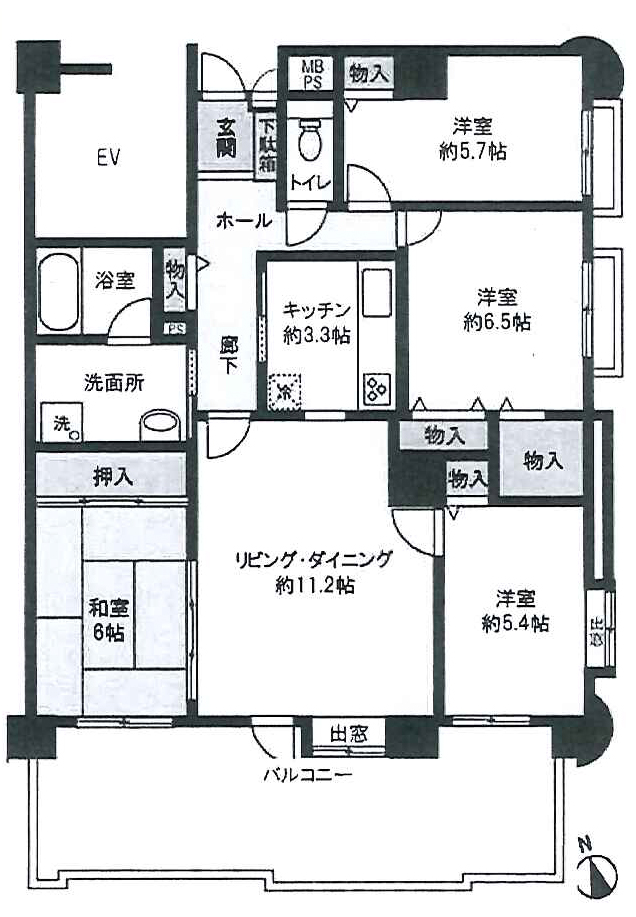 MB
PS
物入
洋室
約5.7帖
玄関
下駄箱
トイレ
EV
ホール
浴室
物入
PS
キッチン
約3.3帖
洋室
約6.5帖
廊下
冷
洗面所
洗
物入
物入
物入
押入
リビング・ダイニング
約11.2帖
和室
6帖
洋室
約5.4帖
出窓
出窓
バルコニー
N